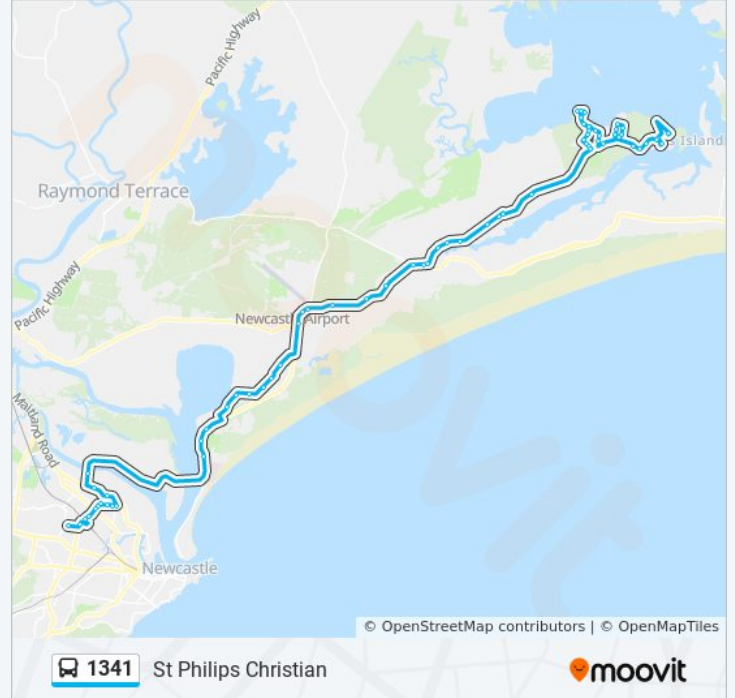 Pacific Highway
Raymond Terrace
s Island
Pacific Highway
Newcastle Airport
Maitland Road
Newcastle
© OpenStreetMap contributors | © OpenMapTiles
1341 St Philips Christian
moovit